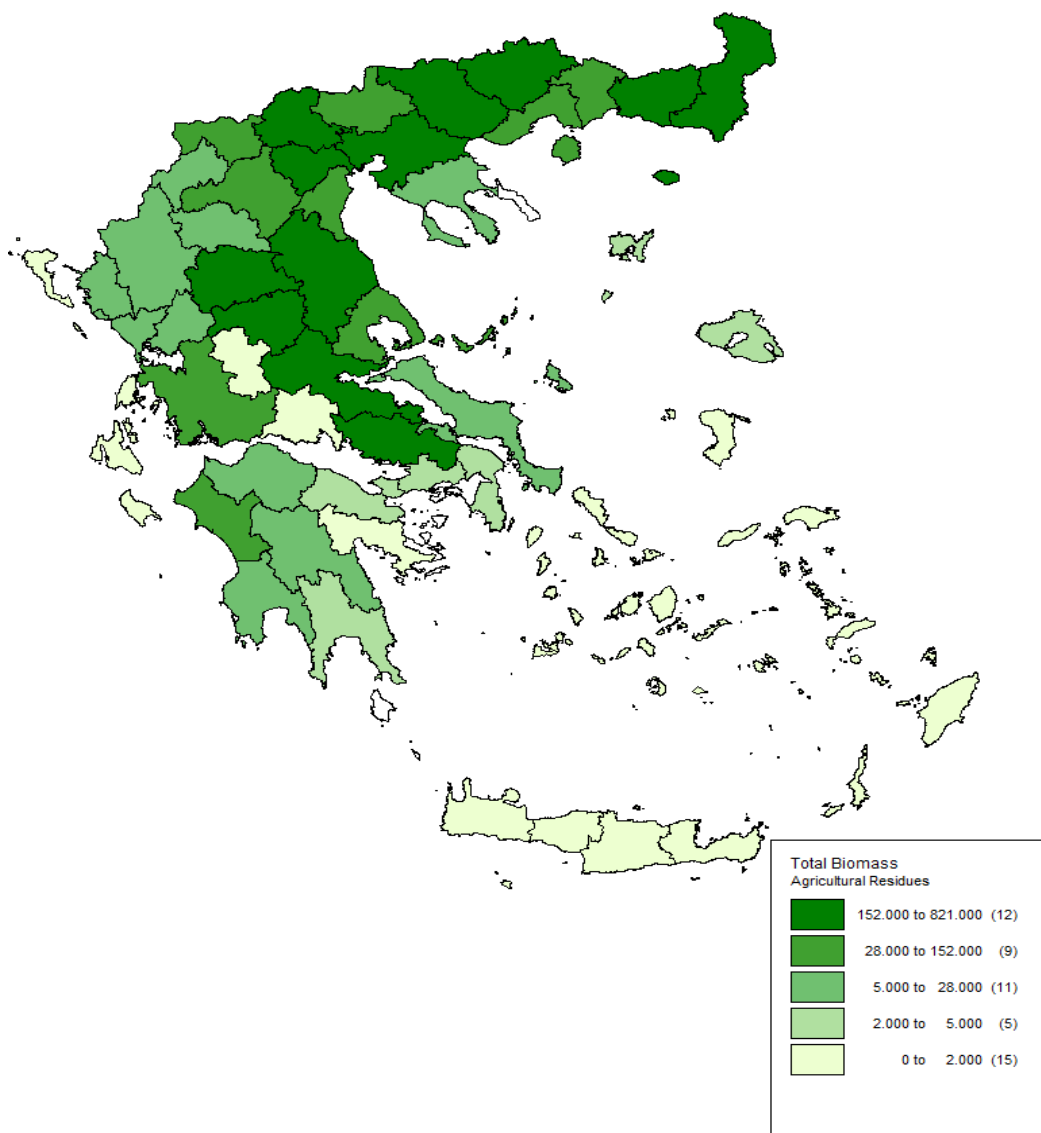 Total Biomass
Agricultural Residues
152.000 to 821.000 (12)
28.000 to 152.000 (9)
5.000 to 28.000 (11)
2.000 to 5.000 (5)
0 to 2.000 (15)